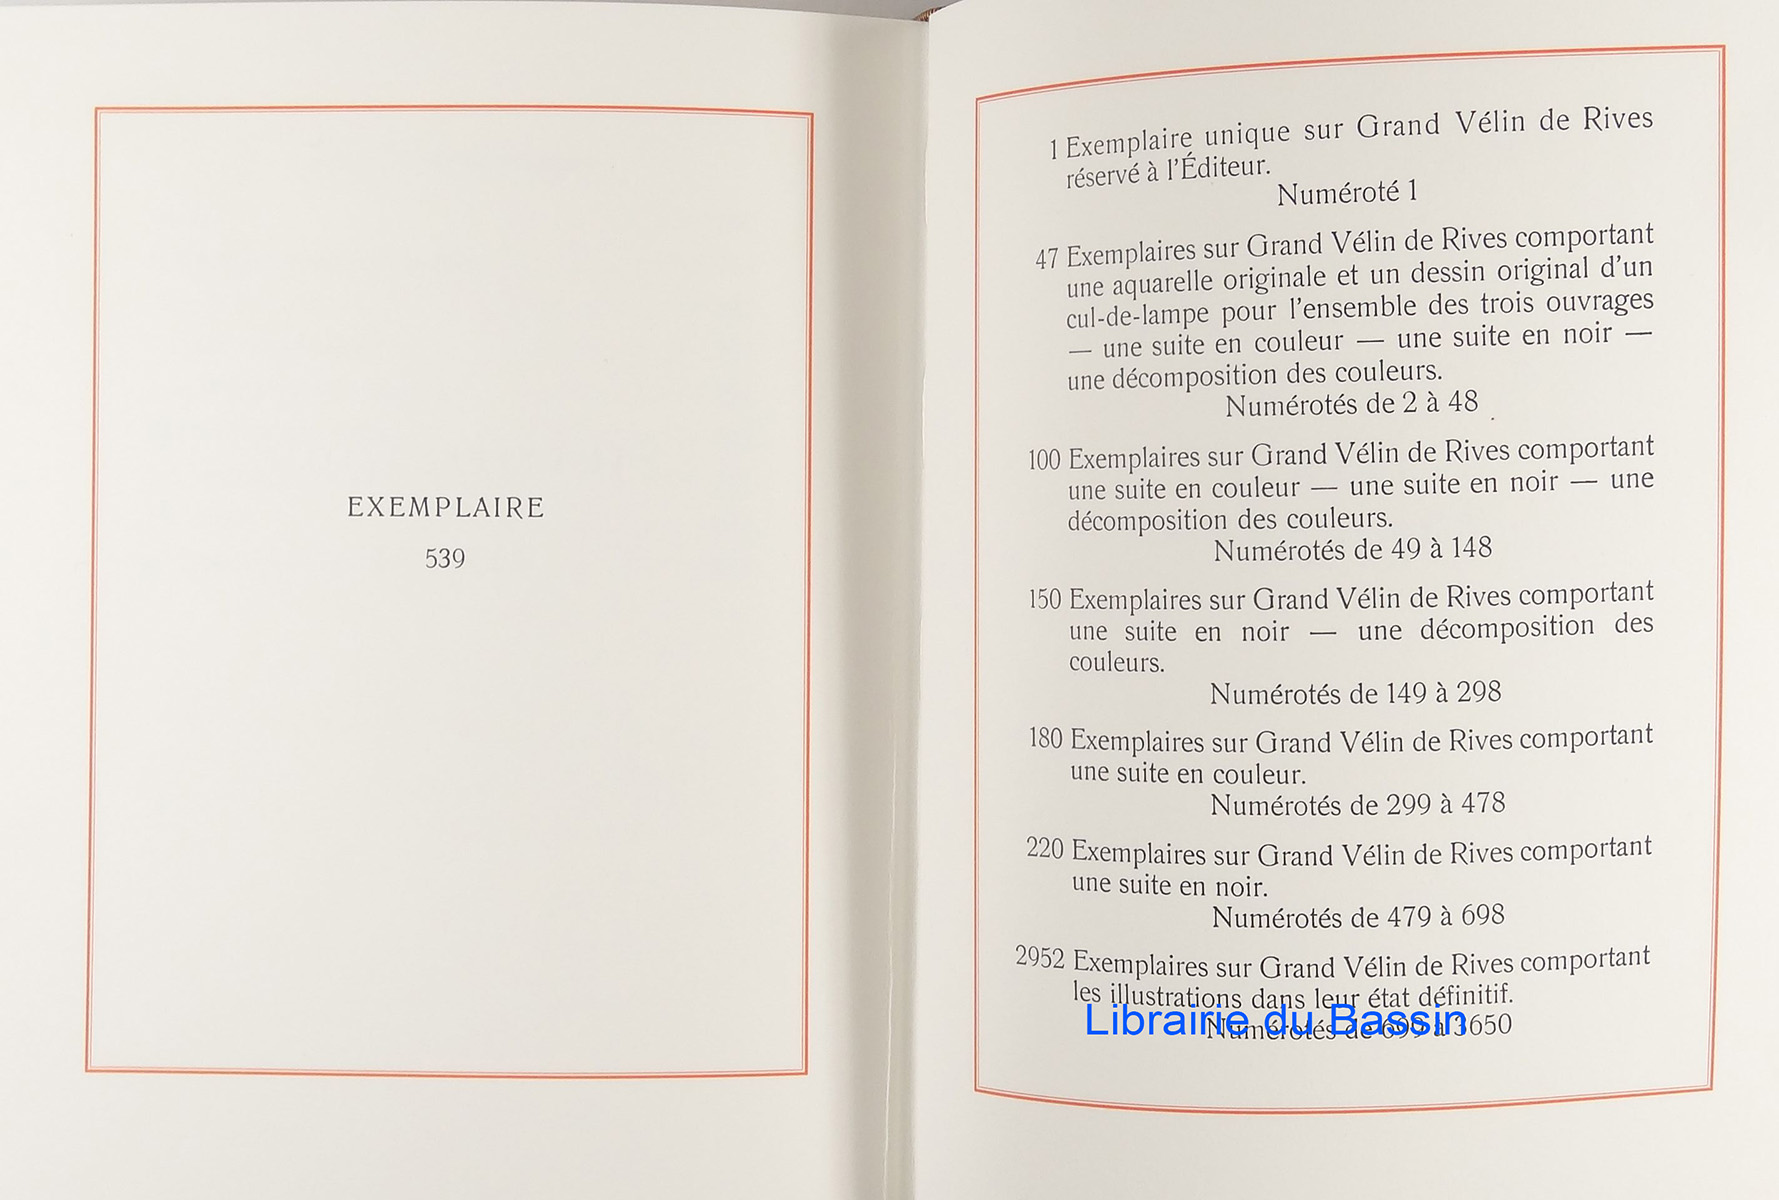 EXEMPLAIRE
539
1 Exemplaire unique sur Grand Vélin de Rives
réservé à l'Éditeur.
Numéroté 1
47 Exemplaires sur Grand Vélin de Rives comportant
une aquarelle originale et un dessin original d'un
cul-de-lampe pour l'ensemble des trois ouvrages
— une suite en couleur — une suite en noir —
une décomposition des couleurs.
Numérotés de 2 à 48
100 Exemplaires sur Grand Vélin de Rives comportant
une suite en couleur — une suite en noir — une
décomposition des couleurs.
Numérotés de 49 à 148
150 Exemplaires sur Grand Vélin de Rives comportant
une suite en noir — une décomposition des
couleurs.
Numérotés de 149 à 298
180 Exemplaires sur Grand Vélin de Rives comportant
une suite en couleur.
Numérotés de 299 à 478
220 Exemplaires sur Grand Vélin de Rives comportant
une suite en noir.
Numérotés de 479 à 698
2952 Exemplaires sur Grand Vélin de Rives comportant
les illustrations dans leur état définitif.
Librairie du Bassin
Numérotés de 699 à 3650